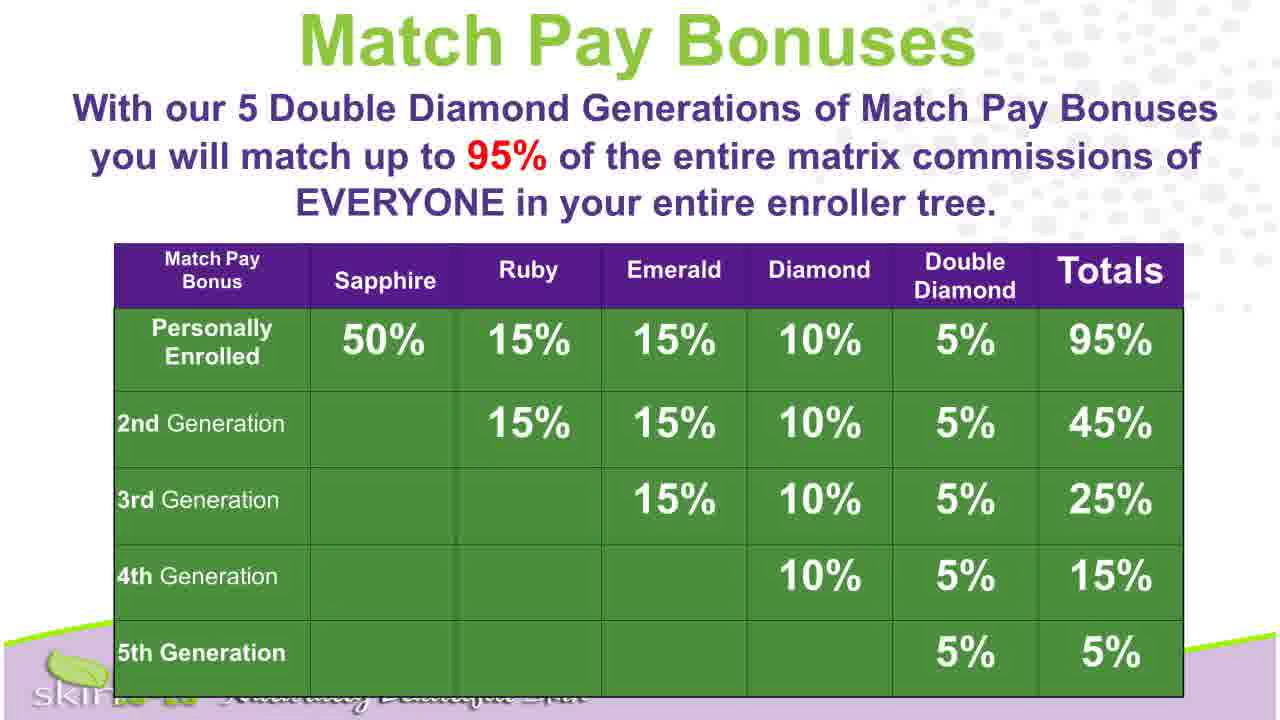 Match Pay Bonuses
With our 5 Double Diamond Generations of Match Pay Bonuses
you will match up to 95% of the entire matrix commissions of
EVERYONE in your entire enroller tree.
Match Pay
Bonus
Sapphire
Ruby
Emerald
Diamond
Double
Diamond
Totals
Personally
Enrolled
50% 15% 15% 10% 5% 95%
2nd Generation 15% 15% 10% 5% 45%
3rd Generation 15% 10% 5% 25%
4th Generation 10% 5% 15%
5th Generation 5% 5%